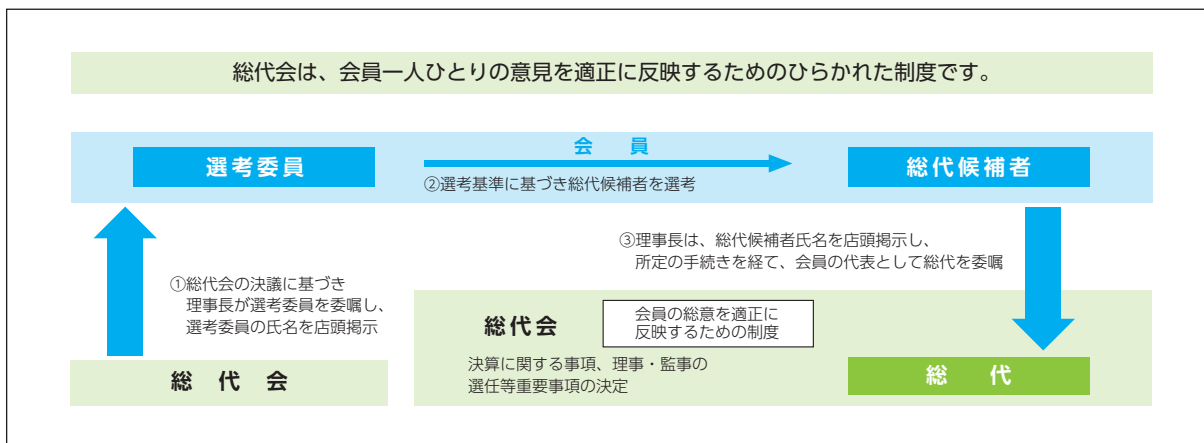 総代会は、会員一人ひとりの意見を適正に反映するためのひらかれた制度です。
会　員
選考委員
②選考基準に基づき総代候補者を選考
総代候補者
①総代会の決議に基づき
理事長が選考委員を委嘱し、
選考委員の氏名を店頭掲示
③理事長は、総代候補者氏名を店頭掲示し、
所定の手続きを経て、会員の代表として総代を委嘱
総　代　会
総代会
会員の総意を適正に
反映するための制度
決算に関する事項、理事・監事の
選任等重要事項の決定
総　代